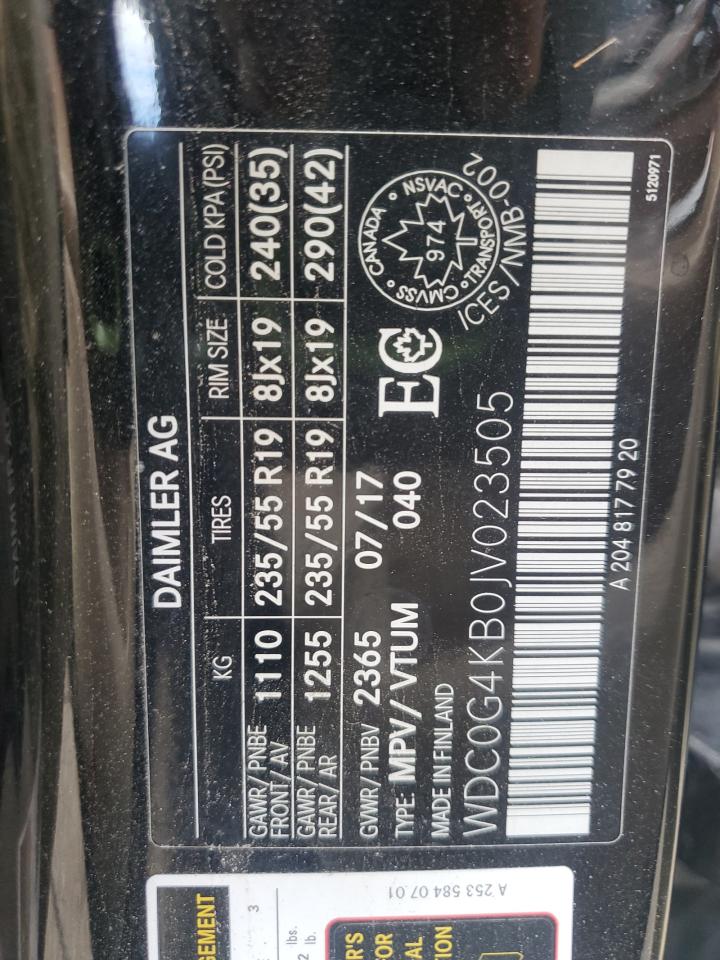 DAIMLER AG
KG TIRES RIM SIZE COLD KPA(PSI)
GAWR/PNBE FRONT/AV 1110 235/55 R19 8Jx19 240(35)
GAWR/PNBE REAR/AR 1255 235/55 R19 8Jx19 290(42)
GVWR/PNBV 2365 07/17
TYPE: MPV/VTUM 040
MADE IN FINLAND
EC
CANADA • NSVAC • TRANSPORT • CMVSS
974
ICES/NMB-002
WDC0G4KB0JV023505
A 204 817 79 20
5120971
GEMENT
3
lbs.
2 lb.
R'S
FOR
AL
TION
A 253 584 07 01